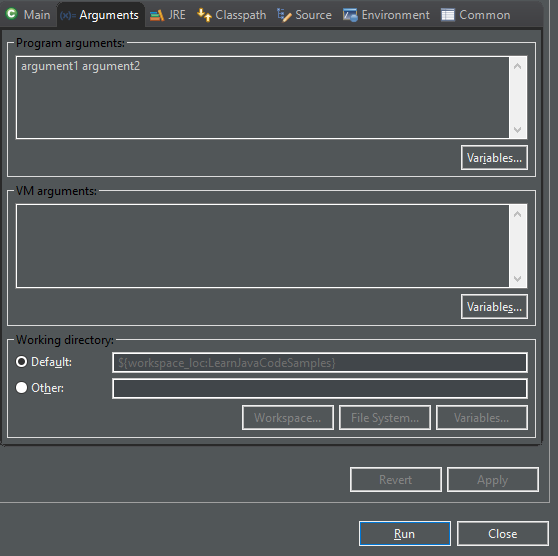 Main Arguments JRE Classpath Source Environment Common
Program arguments:
argument1 argument2
Variables...
VM arguments:
Variables...
Working directory:
Default: ${workspace_loc:LearnJavaCodeSamples}
Other:
Workspace... File System... Variables...
Revert Apply
Run Close